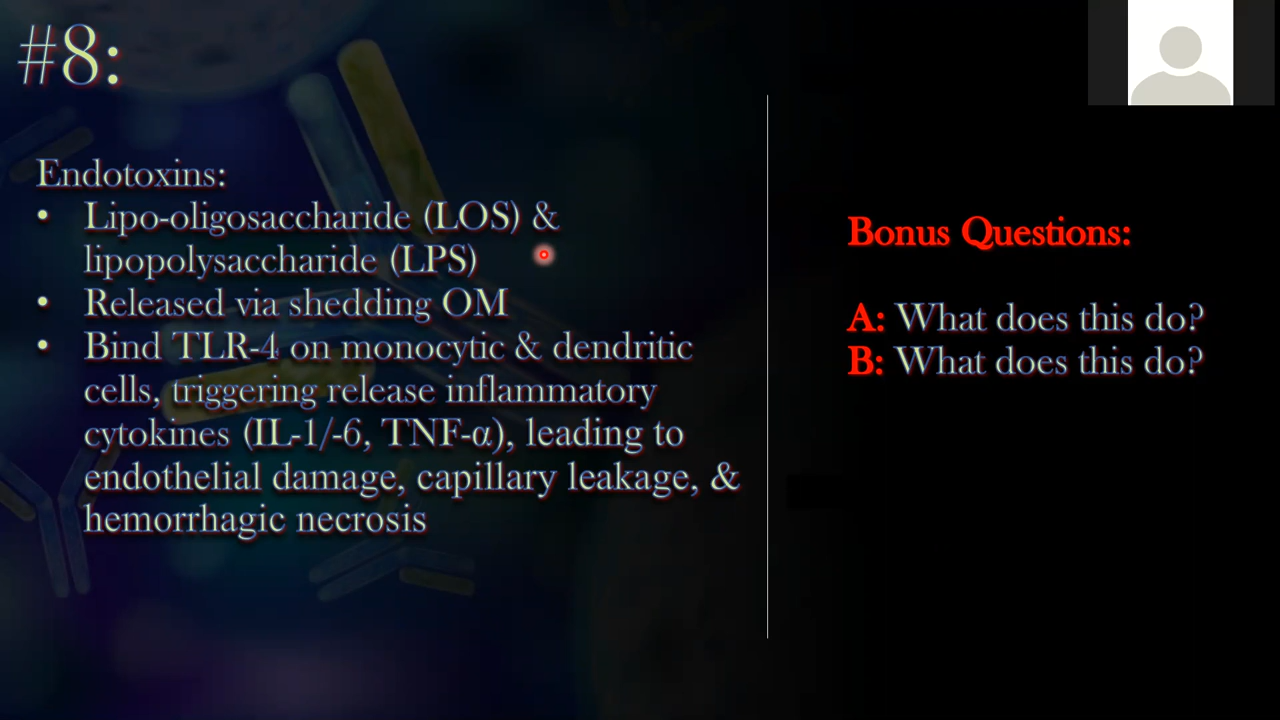 #8:
Endotoxins:
• Lipo-oligosaccharide (LOS) &
lipopolysaccharide (LPS)
• Released via shedding OM
• Bind TLR-4 on monocytic & dendritic
cells, triggering release inflammatory
cytokines (IL-1/-6, TNF-α), leading to
endothelial damage, capillary leakage, &
hemorrhagic necrosis
Bonus Questions:
A: What does this do?
B: What does this do?